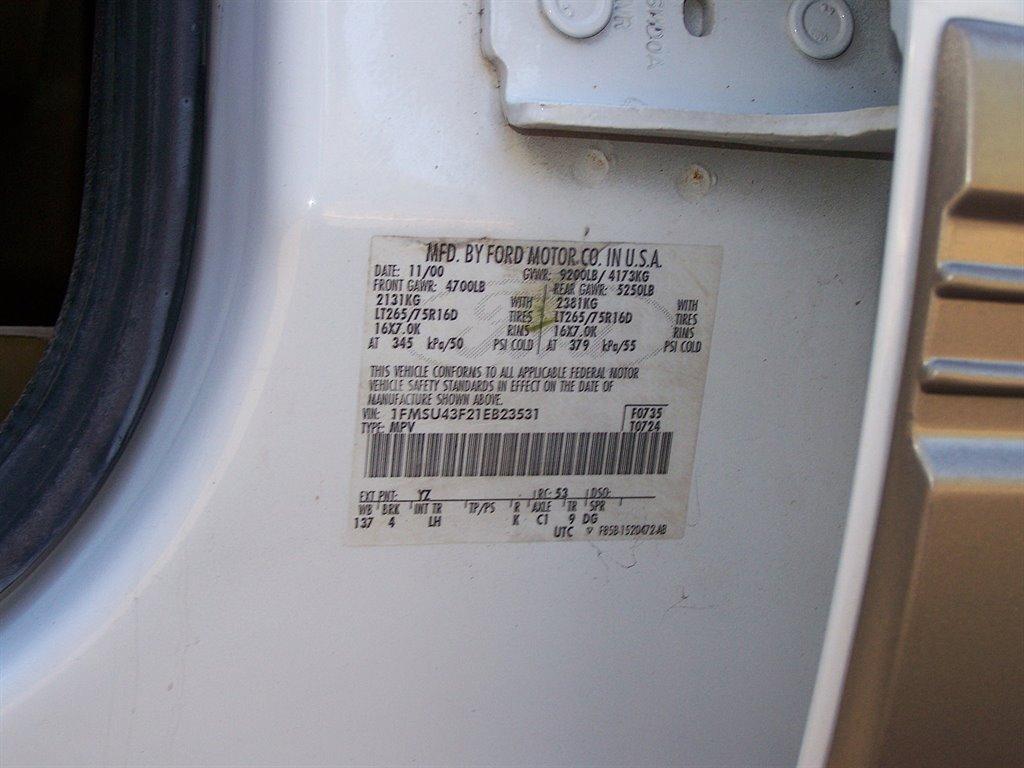 MFD. BY FORD MOTOR CO. IN U.S.A.
DATE: 11/00 GVWR: 9200LB/ 4173KG
FRONT GAWR: 4700LB REAR GAWR: 5250LB
2131KG WITH 2381KG WITH
LT265/75R16D TIRES LT265/75R16D TIRES
16X7.0K RIMS 16X7.0K RIMS
AT 345 kPa/50 PSI COLD AT 379 kPa/55 PSI COLD
THIS VEHICLE CONFORMS TO ALL APPLICABLE FEDERAL MOTOR
VEHICLE SAFETY STANDARDS IN EFFECT ON THE DATE OF
MANUFACTURE SHOWN ABOVE.
VIN: 1FMSU43F21EB23531 F0735
TYPE: MPV T0724
EXT PNT: YZ RC: 53 DSO:
WB BRK INT TR TP/PS R AXLE TR SPR
137 4 LH K C1 9 DG
UTC F85B 1520472 AB